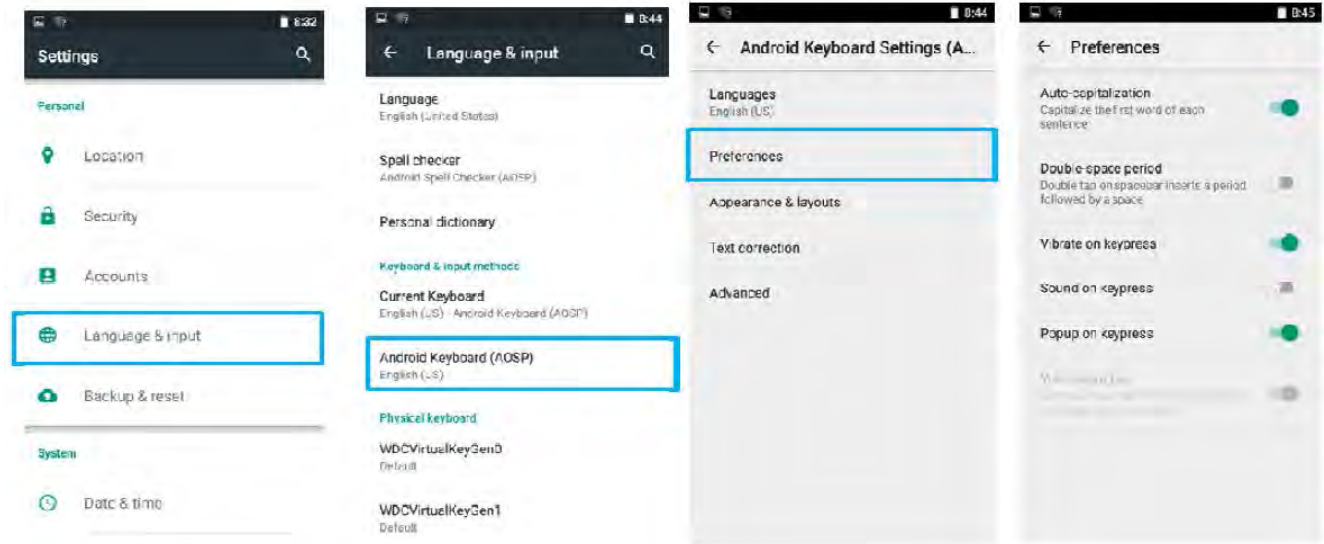 8:32
Settings
Personal
Location
Security
Accounts
Language & input
Backup & reset
System
Date & time
8:44
Language & input
Language
English (United States)
Spell checker
Android Spell Checker (AOSP)
Personal dictionary
Keyboard & input methods
Current Keyboard
English (US) - Android Keyboard (AOSP)
Android Keyboard (AOSP)
English (US)
Physical keyboard
WDCVirtualKeyGen0
Default
WDCVirtualKeyGen1
Default
8:44
Android Keyboard Settings (A...
Languages
English (US)
Preferences
Appearance & layouts
Text correction
Advanced
8:45
Preferences
Auto-capitalization
Capitalize the first word of each
sentence
Double-space period
Double tap on spacebar inserts a period
followed by a space
Vibrate on keypress
Sound on keypress
Popup on keypress